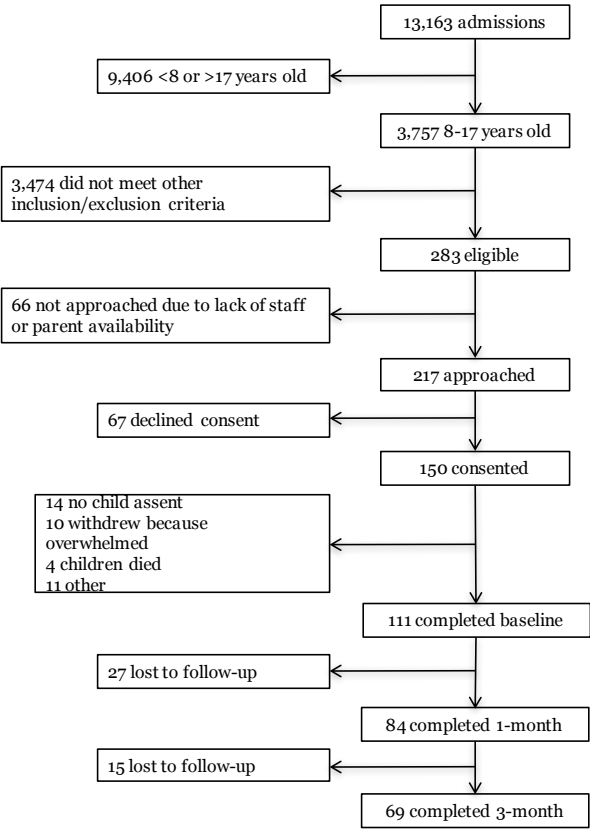 13,163 admissions
9,406 <8 or >17 years old
3,757 8-17 years old
3,474 did not meet other
inclusion/exclusion criteria
283 eligible
66 not approached due to lack of staff
or parent availability
217 approached
67 declined consent
150 consented
14 no child assent
10 withdrew because
overwhelmed
4 children died
11 other
111 completed baseline
27 lost to follow-up
84 completed 1-month
15 lost to follow-up
69 completed 3-month